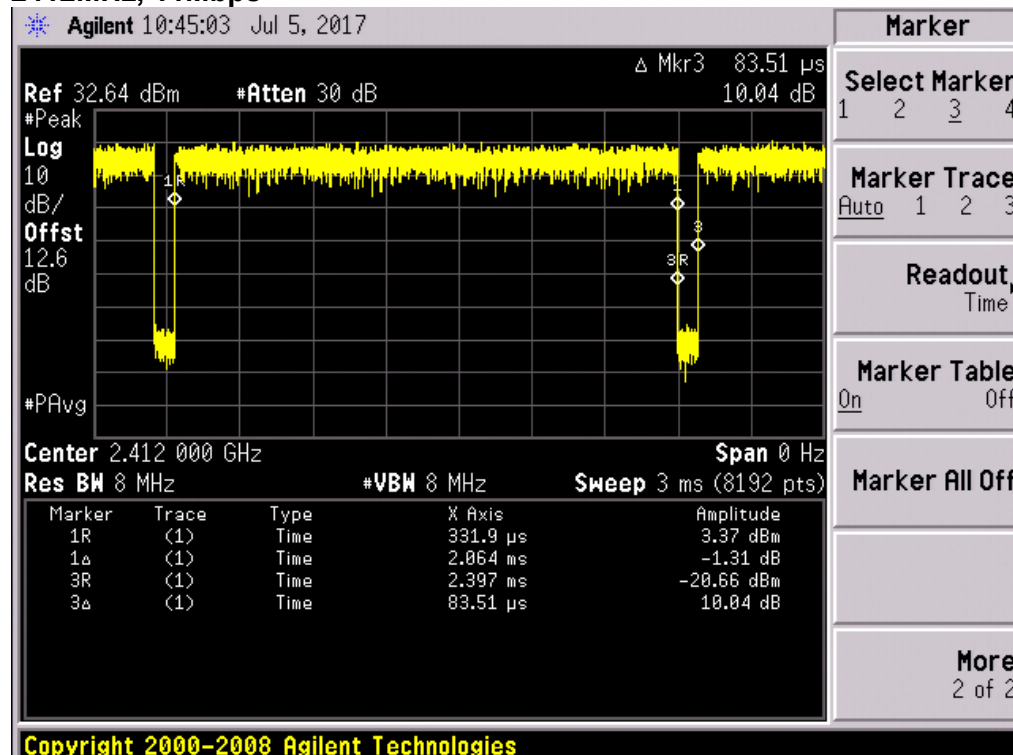 Agilent 10:45:03 Jul 5, 2017
Marker
Δ Mkr3 83.51 µs
Ref 32.64 dBm #Atten 30 dB 10.04 dB
#Peak
Log
10
dB/
Offst
12.6
dB
1R
1
3
3R
#PAvg
Center 2.412 000 GHz Span 0 Hz
Res BW 8 MHz #VBW 8 MHz Sweep 3 ms (8192 pts)
Marker Trace Type X Axis Amplitude
1R (1) Time 331.9 µs 3.37 dBm
1Δ (1) Time 2.064 ms -1.31 dB
3R (1) Time 2.397 ms -20.66 dBm
3Δ (1) Time 83.51 µs 10.04 dB
Select Marker
1 2 3 4
Marker Trace
Auto 1 2 3
Readout
Time
Marker Table
On Off
Marker All Off
More
2 of 2
Copyright 2000-2008 Agilent Technologies